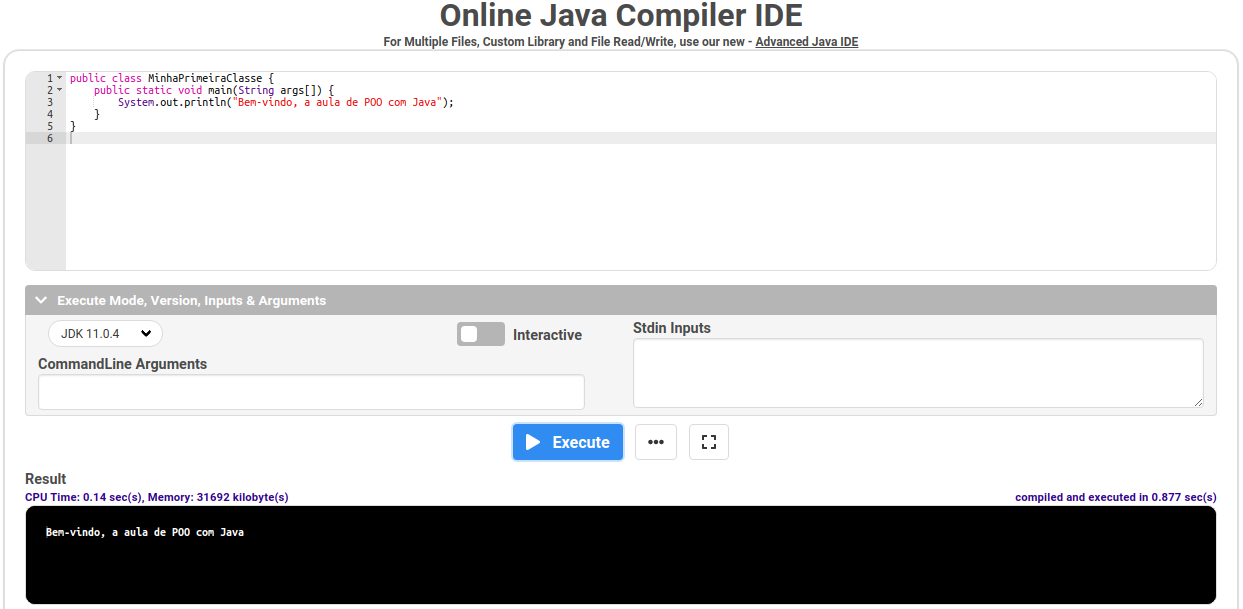 Online Java Compiler IDE
For Multiple Files, Custom Library and File Read/Write, use our new - Advanced Java IDE
1 public class MinhaPrimeiraClasse {
2     public static void main(String args[]) {
3         System.out.println("Bem-vindo, a aula de POO com Java");
4     }
5 }
6
Execute Mode, Version, Inputs & Arguments
JDK 11.0.4
Interactive
Stdin Inputs
CommandLine Arguments
Execute
Result
CPU Time: 0.14 sec(s), Memory: 31692 kilobyte(s)
compiled and executed in 0.877 sec(s)
Bem-vindo, a aula de POO com Java